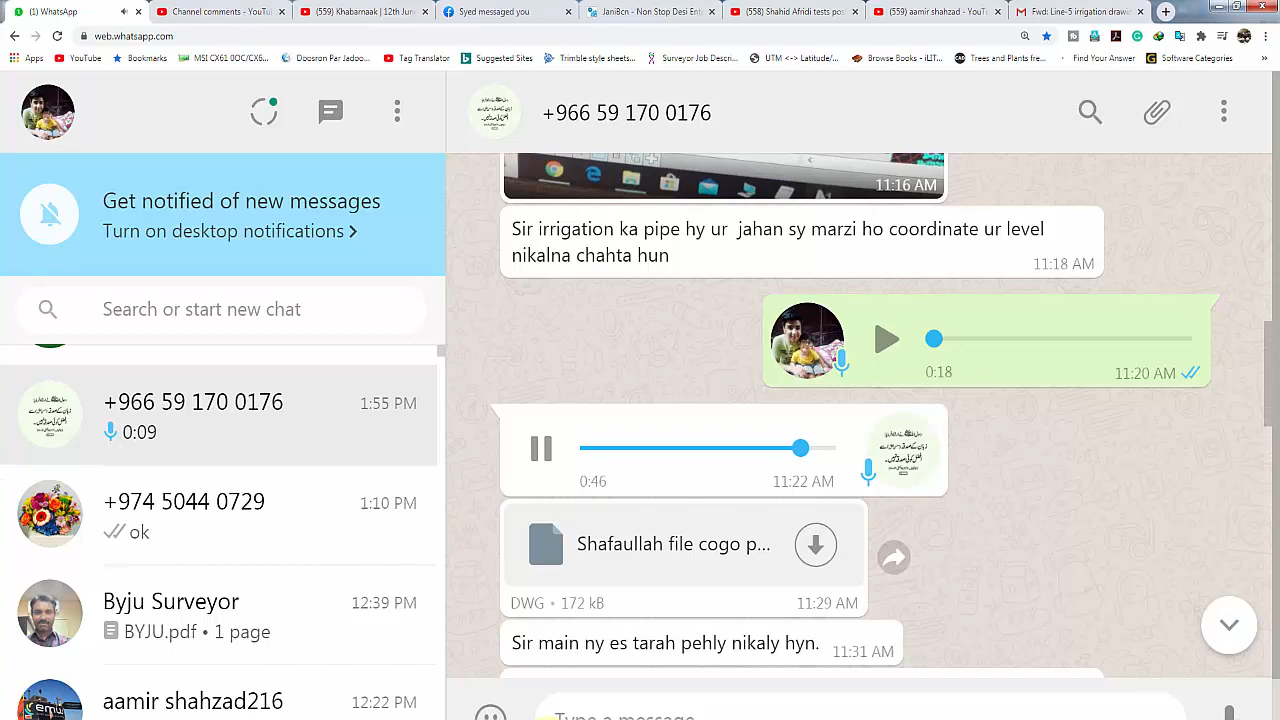 (1) WhatsApp
Channel comments - YouTu
(559) Khabarnaak | 12th June
Syed messaged you
JaniBcn - Non Stop Desi Ente
(558) Shahid Afridi tests pos
(559) aamir shahzad - YouTu
Fwd: Line-5 irrigation drawin
web.whatsapp.com
Apps
YouTube
Bookmarks
MSI CX61 0OC/CX6...
Doosron Par Jadoo...
Tag Translator
Suggested Sites
Trimble style sheets...
Surveyor Job Descri...
UTM <-> Latitude/...
Browse Books - iLIT...
Trees and Plants fre...
Find Your Answer
Software Categories
+966 59 170 0176
Get notified of new messages
Turn on desktop notifications
Search or start new chat
+966 59 170 0176
1:55 PM
0:09
+974 5044 0729
1:10 PM
ok
Byju Surveyor
12:39 PM
BYJU.pdf • 1 page
aamir shahzad216
12:22 PM
11:16 AM
Sir irrigation ka pipe hy ur jahan sy marzi ho coordinate ur level
nikalna chahta hun
11:18 AM
0:18
11:20 AM
0:46
11:22 AM
Shafaullah file cogo p...
DWG • 172 kB
11:29 AM
Sir main ny es tarah pehly nikaly hyn.
11:31 AM
Type a message